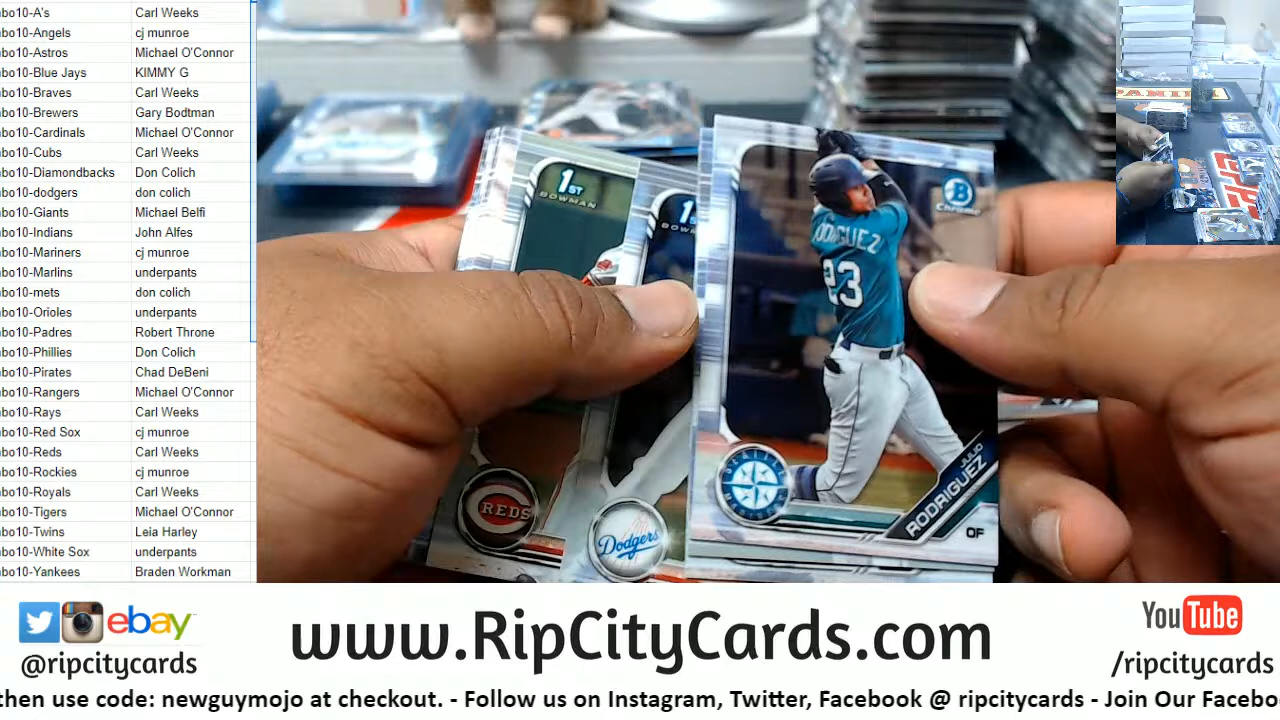 bo10-A's Carl Weeks
bo10-Angels cj munroe
bo10-Astros Michael O'Connor
bo10-Blue Jays KIMMY G
bo10-Braves Carl Weeks
bo10-Brewers Gary Bodtman
bo10-Cardinals Michael O'Connor
bo10-Cubs Carl Weeks
bo10-Diamondbacks Don Colich
bo10-dodgers don colich
bo10-Giants Michael Belfi
bo10-Indians John Alfes
bo10-Mariners cj munroe
bo10-Marlins underpants
bo10-mets don colich
bo10-Orioles underpants
bo10-Padres Robert Throne
bo10-Phillies Don Colich
bo10-Pirates Chad DeBeni
bo10-Rangers Michael O'Connor
bo10-Rays Carl Weeks
bo10-Red Sox cj munroe
bo10-Reds Carl Weeks
bo10-Rockies cj munroe
bo10-Royals Carl Weeks
bo10-Tigers Michael O'Connor
bo10-Twins Leia Harley
bo10-White Sox underpants
bo10-Yankees Braden Workman
1ST
BOWMAN
REDS
1S
BOWM
Dodgers
B
Chrome
RODRIGUEZ
23
SEATTLE
JULIO
RODRIGUEZ
OF
PANINI
ebay
@ripcitycards
www.RipCityCards.com
YouTube
/ripcitycards
then use code: newguymojo at checkout. - Follow us on Instagram, Twitter, Facebook @ ripcitycards - Join Our Facebo